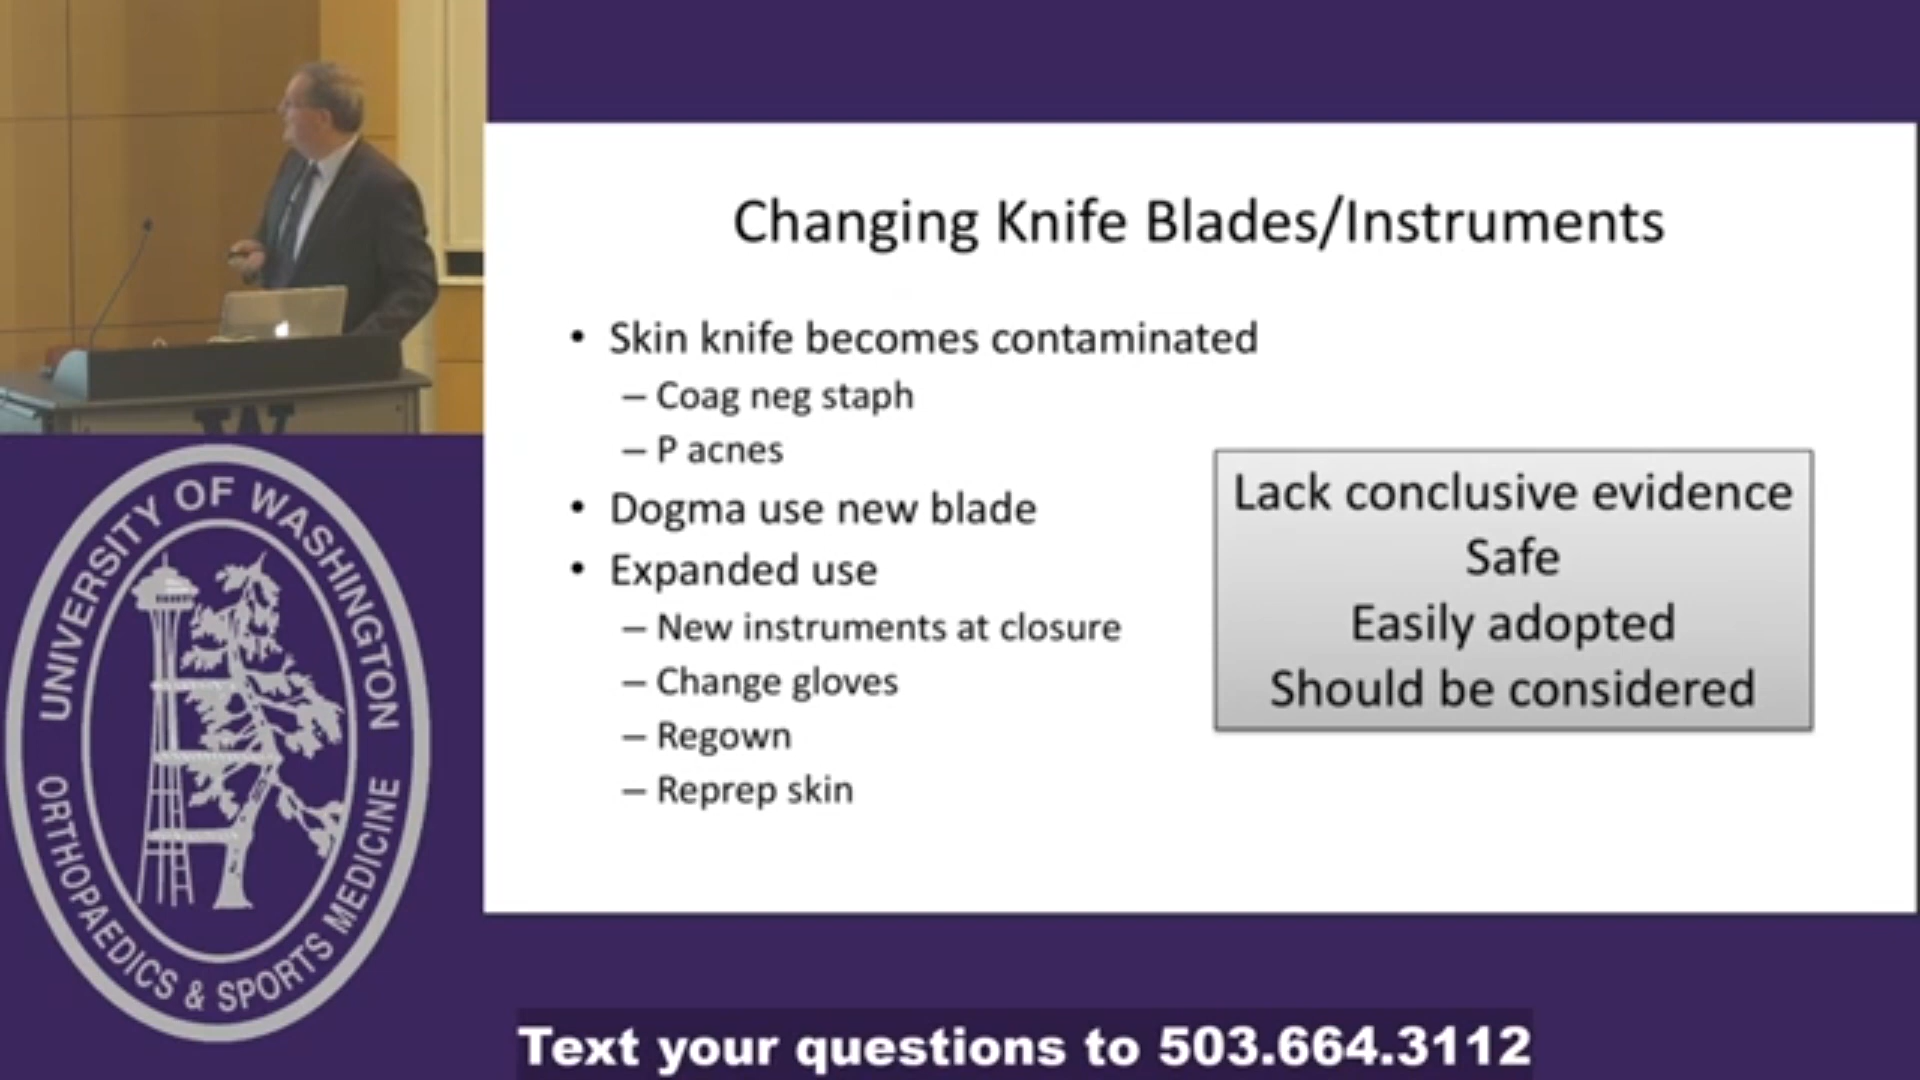 Changing Knife Blades/Instruments
• Skin knife becomes contaminated
– Coag neg staph
– P acnes
• Dogma use new blade
• Expanded use
– New instruments at closure
– Change gloves
– Regown
– Reprep skin
Lack conclusive evidence
Safe
Easily adopted
Should be considered
UNIVERSITY OF WASHINGTON
ORTHOPAEDICS & SPORTS MEDICINE
Text your questions to 503.664.3112